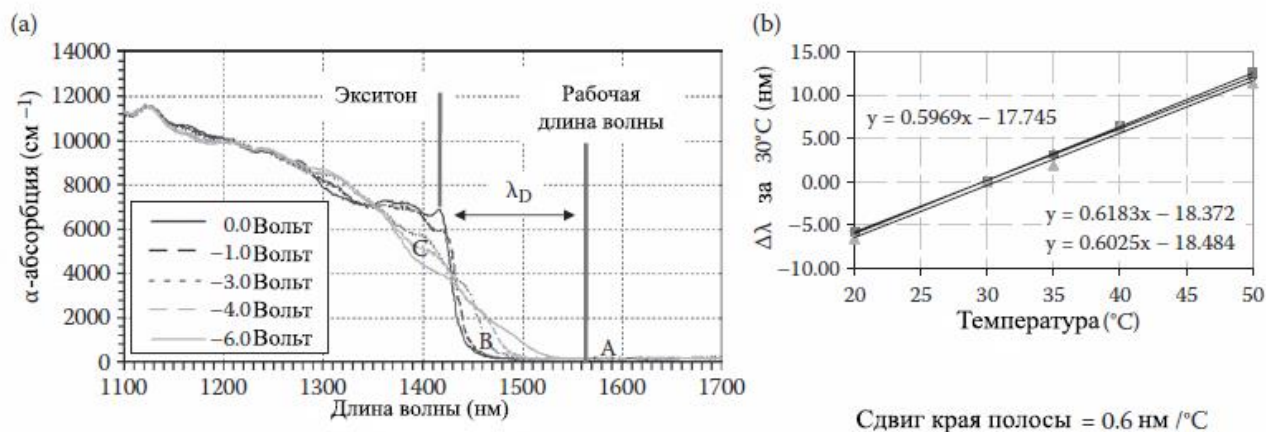 (a)
α-абсорбция (см⁻¹)
14000
12000
10000
8000
6000
4000
2000
0
Экситон
Рабочая
длина волны
λD
0.0 Вольт
−1.0 Вольт
−3.0 Вольт
−4.0 Вольт
−6.0 Вольт
C
B
A
1100 1200 1300 1400 1500 1600 1700
Длина волны (нм)
(b)
Δλ за 30°C (нм)
15.00
10.00
5.00
0.00
−5.00
−10.00
y = 0.5969x − 17.745
y = 0.6183x − 18.372
y = 0.6025x − 18.484
20 30 35 40 45 50
Температура (°C)
Сдвиг края полосы = 0.6 нм /°C